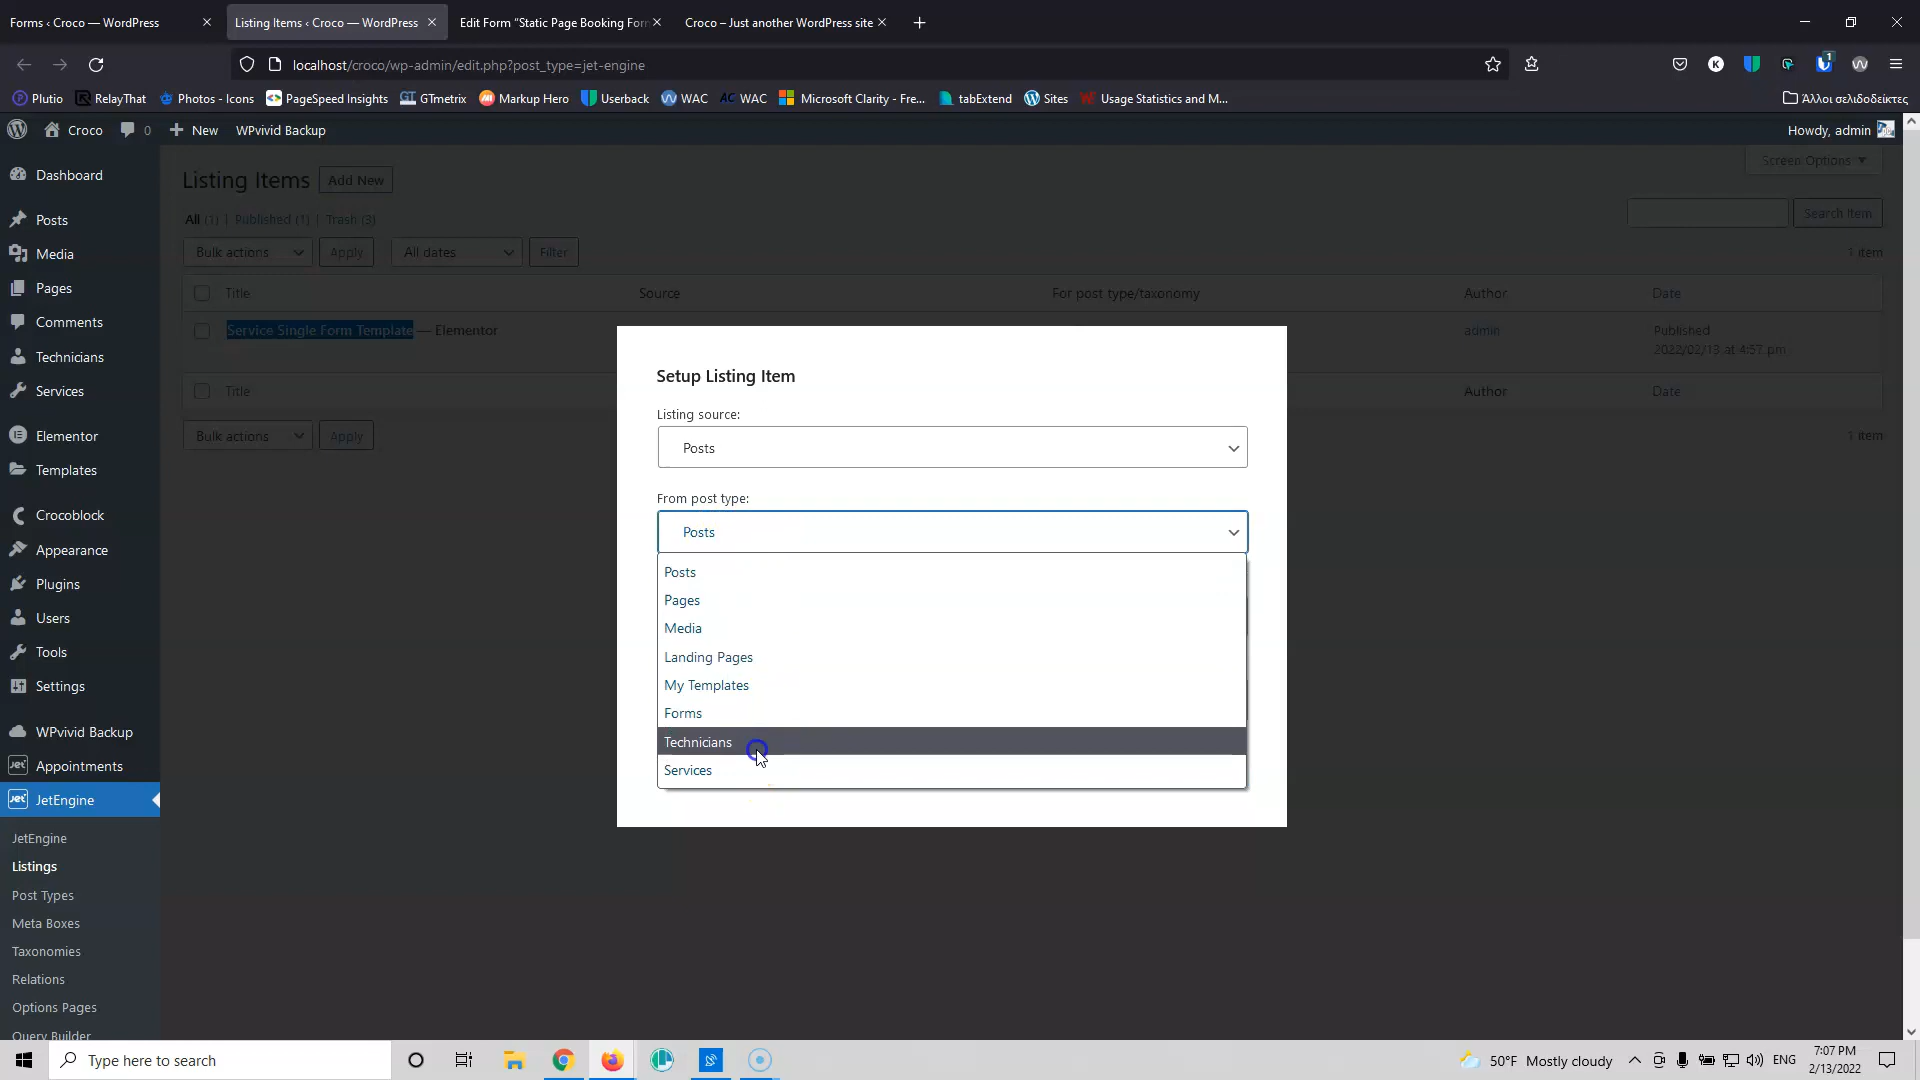 Forms ‹ Croco — WordPress
Listing Items ‹ Croco — WordPress
Edit Form "Static Page Booking For
Croco – Just another WordPress site
localhost/croco/wp-admin/edit.php?post_type=jet-engine
Plutio
RelayThat
Photos - Icons
PageSpeed Insights
GTmetrix
Markup Hero
Userback
WAC
WAC
Microsoft Clarity - Fre...
tabExtend
Sites
Usage Statistics and M...
Άλλοι σελιδοδείκτες
Croco
0
New
WPvivid Backup
Howdy, admin
Dashboard
Posts
Media
Pages
Comments
Technicians
Services
Elementor
Templates
Crocoblock
Appearance
Plugins
Users
Tools
Settings
WPvivid Backup
Appointments
JetEngine
JetEngine
Listings
Post Types
Meta Boxes
Taxonomies
Relations
Options Pages
Query Builder
Screen Options
Listing Items
Add New
All (1) | Published (1) | Trash (3)
Search Item
Bulk actions
Apply
All dates
Filter
1 item
Title
Source
For post type/taxonomy
Author
Date
Service Single Form Template — Elementor
admin
Published
2022/02/13 at 4:57 pm
Title
Author
Date
Bulk actions
Apply
1 item
Setup Listing Item
Listing source:
Posts
From post type:
Posts
Posts
Pages
Media
Landing Pages
My Templates
Forms
Technicians
Services
Type here to search
50°F Mostly cloudy
ENG
7:07 PM
2/13/2022